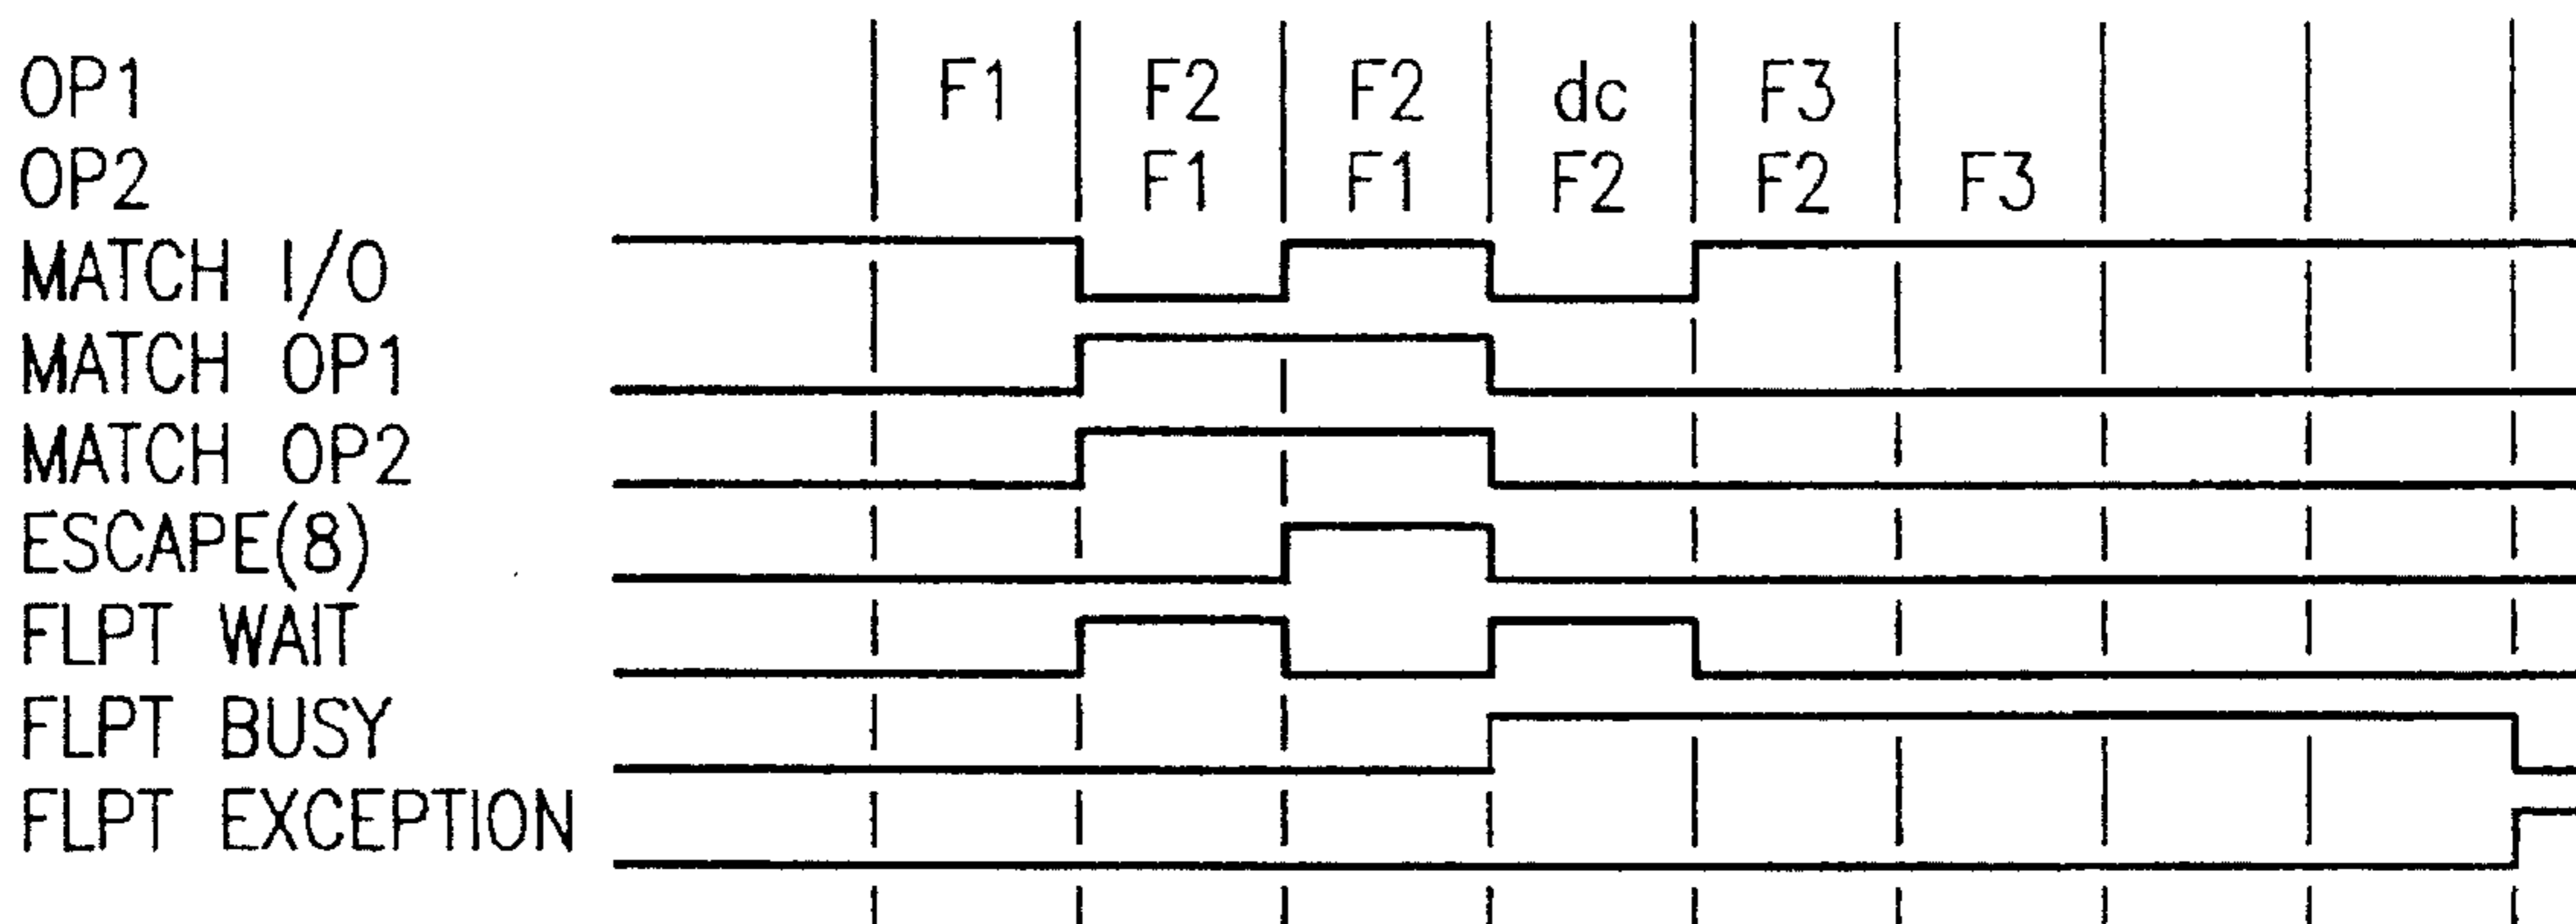 OP1 F1 F2 F2 dc F3
OP2 F1 F1 F2 F2 F3
MATCH I/O
MATCH OP1
MATCH OP2
ESCAPE(8)
FLPT WAIT
FLPT BUSY
FLPT EXCEPTION